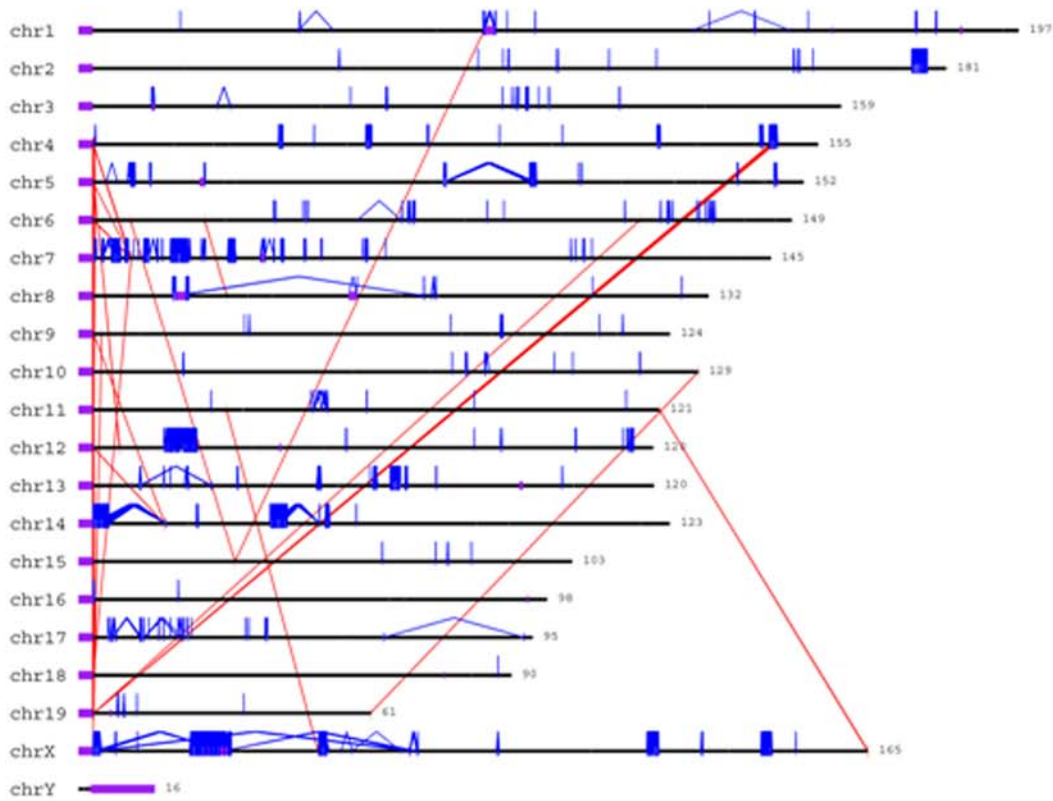 chr1 197
chr2 181
chr3 159
chr4 155
chr5 152
chr6 149
chr7 145
chr8 132
chr9 124
chr10 129
chr11 121
chr12
chr13 120
chr14 123
chr15 103
chr16 98
chr17 95
chr18 90
chr19 61
chrX 165
chrY 16